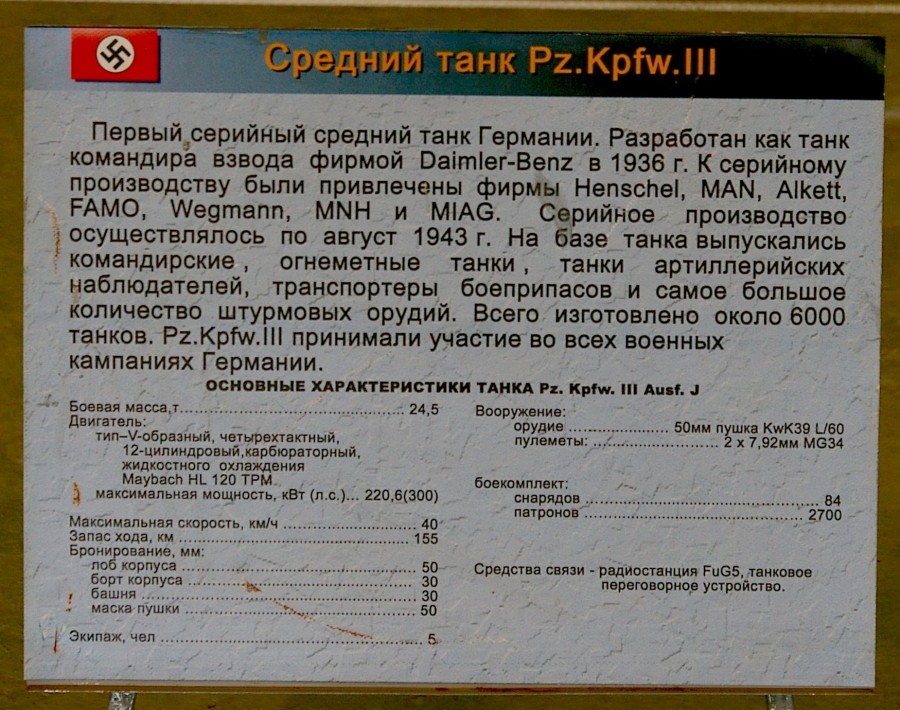 Средний танк Pz.Kpfw.III
Первый серийный средний танк Германии. Разработан как танк
командира взвода фирмой Daimler-Benz в 1936 г. К серийному
производству были привлечены фирмы Henschel, MAN, Alkett,
FAMO, Wegmann, MNH и MIAG. Серийное производство
осуществлялось по август 1943 г. На базе танка выпускались
командирские , огнеметные танки , танки артиллерийских
наблюдателей, транспортеры боеприпасов и самое большое
количество штурмовых орудий. Всего изготовлено около 6000
танков. Pz.Kpfw.III принимали участие во всех военных
кампаниях Германии.
ОСНОВНЫЕ ХАРАКТЕРИСТИКИ ТАНКА Pz. Kpfw. III Ausf. J
Боевая масса,т.......................................... 24,5
Двигатель:
тип–V-образный, четырехтактный,
12-цилиндровый,карбюраторный,
жидкостного охлаждения
Maybach HL 120 TPM
максимальная мощность, кВт (л.с.)... 220,6(300)
Максимальная скорость, км/ч ........................ 40
Запас хода, км ............................................ 155
Бронирование, мм:
лоб корпуса ............................................ 50
борт корпуса ........................................... 30
башня ...................................................... 30
маска пушки ............................................ 50
Экипаж, чел ................................................ 5
Вооружение:
орудие .................... 50мм пушка KwK39 L/60
пулеметы: ......................... 2 x 7,92мм MG34
боекомплект:
снарядов ................................................ 84
патронов ............................................. 2700
Средства связи - радиостанция FuG5, танковое
переговорное устройство.